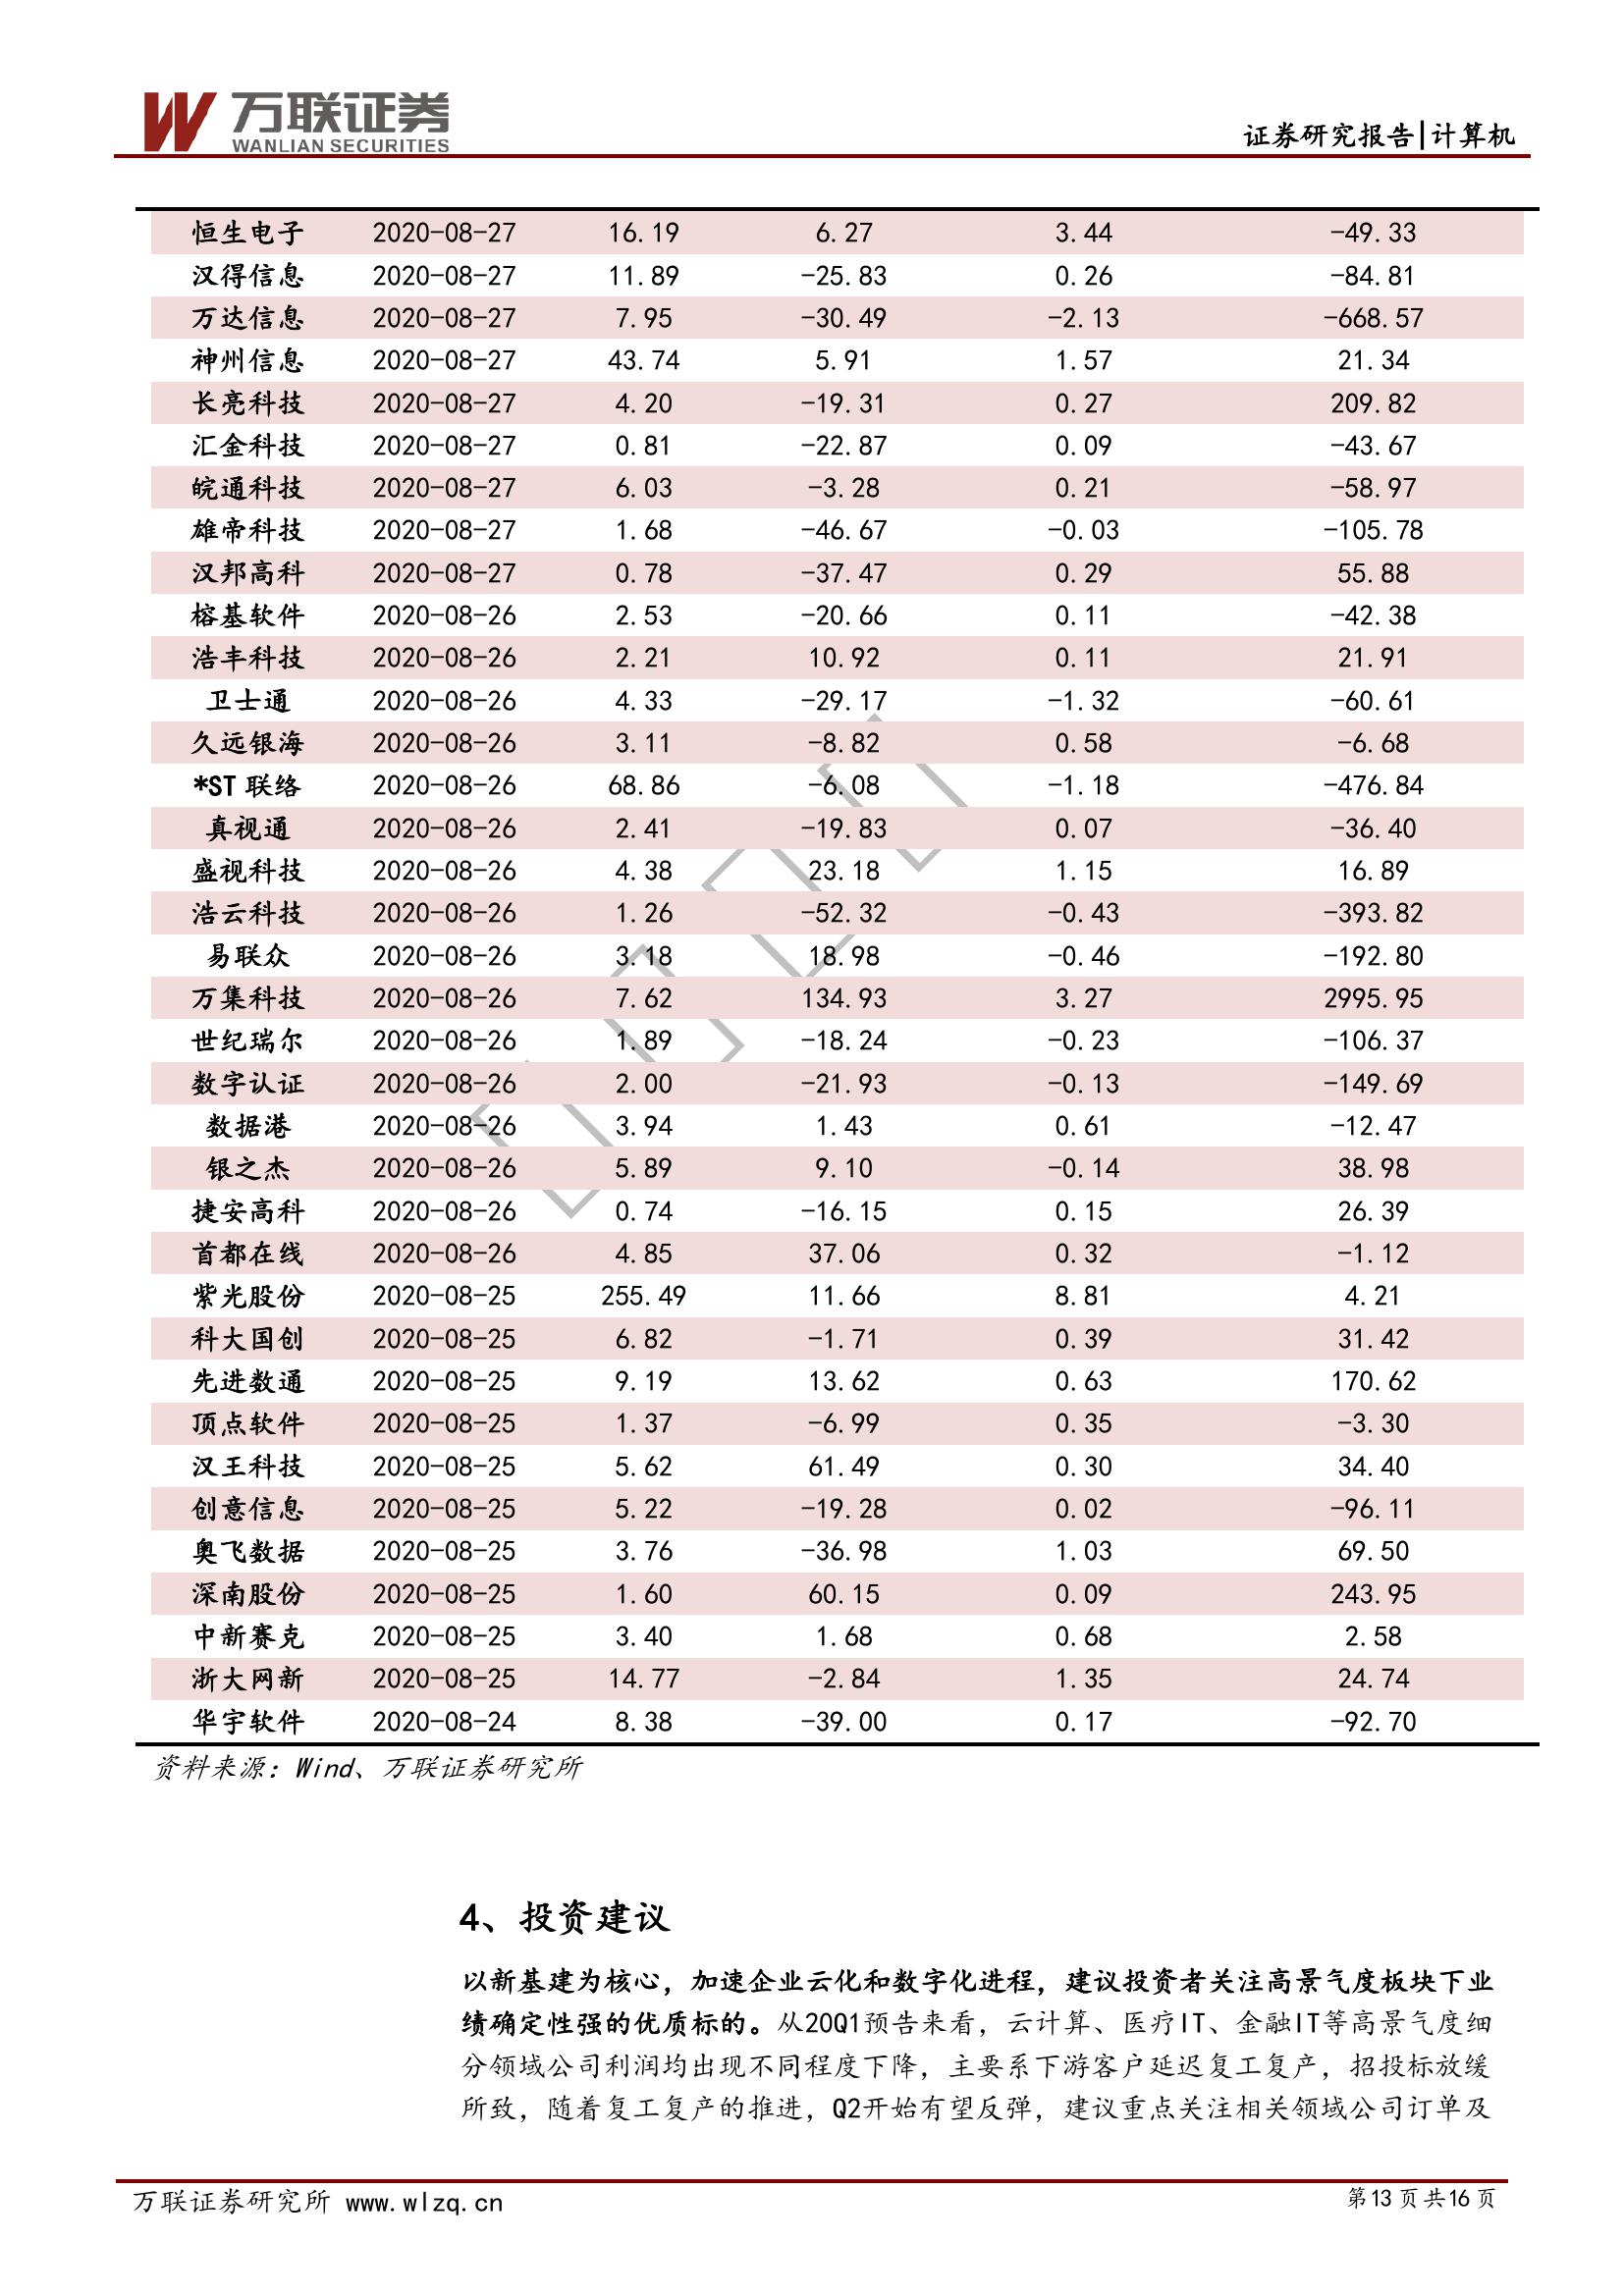 万联证券
WANLIAN SECURITIES
证券研究报告|计算机
恒生电子 2020-08-27 16.19 6.27 3.44 -49.33
汉得信息 2020-08-27 11.89 -25.83 0.26 -84.81
万达信息 2020-08-27 7.95 -30.49 -2.13 -668.57
神州信息 2020-08-27 43.74 5.91 1.57 21.34
长亮科技 2020-08-27 4.20 -19.31 0.27 209.82
汇金科技 2020-08-27 0.81 -22.87 0.09 -43.67
皖通科技 2020-08-27 6.03 -3.28 0.21 -58.97
雄帝科技 2020-08-27 1.68 -46.67 -0.03 -105.78
汉邦高科 2020-08-27 0.78 -37.47 0.29 55.88
榕基软件 2020-08-26 2.53 -20.66 0.11 -42.38
浩丰科技 2020-08-26 2.21 10.92 0.11 21.91
卫士通 2020-08-26 4.33 -29.17 -1.32 -60.61
久远银海 2020-08-26 3.11 -8.82 0.58 -6.68
*ST 联络 2020-08-26 68.86 -6.08 -1.18 -476.84
真视通 2020-08-26 2.41 -19.83 0.07 -36.40
盛视科技 2020-08-26 4.38 23.18 1.15 16.89
浩云科技 2020-08-26 1.26 -52.32 -0.43 -393.82
易联众 2020-08-26 3.18 18.98 -0.46 -192.80
万集科技 2020-08-26 7.62 134.93 3.27 2995.95
世纪瑞尔 2020-08-26 1.89 -18.24 -0.23 -106.37
数字认证 2020-08-26 2.00 -21.93 -0.13 -149.69
数据港 2020-08-26 3.94 1.43 0.61 -12.47
银之杰 2020-08-26 5.89 9.10 -0.14 38.98
捷安高科 2020-08-26 0.74 -16.15 0.15 26.39
首都在线 2020-08-26 4.85 37.06 0.32 -1.12
紫光股份 2020-08-25 255.49 11.66 8.81 4.21
科大国创 2020-08-25 6.82 -1.71 0.39 31.42
先进数通 2020-08-25 9.19 13.62 0.63 170.62
顶点软件 2020-08-25 1.37 -6.99 0.35 -3.30
汉王科技 2020-08-25 5.62 61.49 0.30 34.40
创意信息 2020-08-25 5.22 -19.28 0.02 -96.11
奥飞数据 2020-08-25 3.76 -36.98 1.03 69.50
深南股份 2020-08-25 1.60 60.15 0.09 243.95
中新赛克 2020-08-25 3.40 1.68 0.68 2.58
浙大网新 2020-08-25 14.77 -2.84 1.35 24.74
华宇软件 2020-08-24 8.38 -39.00 0.17 -92.70
资料来源：Wind、万联证券研究所
4、投资建议
以新基建为核心，加速企业云化和数字化进程，建议投资者关注高景气度板块下业
绩确定性强的优质标的。从20Q1预告来看，云计算、医疗IT、金融IT等高景气度细
分领域公司利润均出现不同程度下降，主要系下游客户延迟复工复产，招投标放缓
所致，随着复工复产的推进，Q2开始有望反弹，建议重点关注相关领域公司订单及
万联证券研究所 www.wlzq.cn
第13页共16页